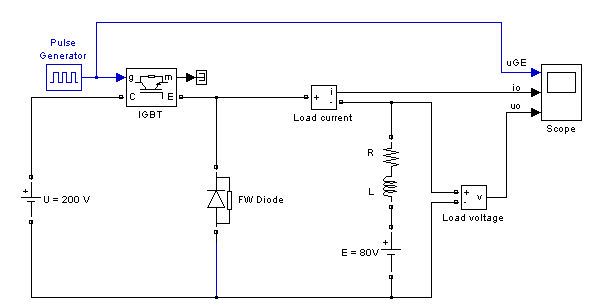 Pulse
Generator
uGE
g m
C E
IGBT
+ i
-
io
uo
Load current
Scope
R
L
+
U = 200 V
FW Diode
+
-
v
Load voltage
+
E = 80V